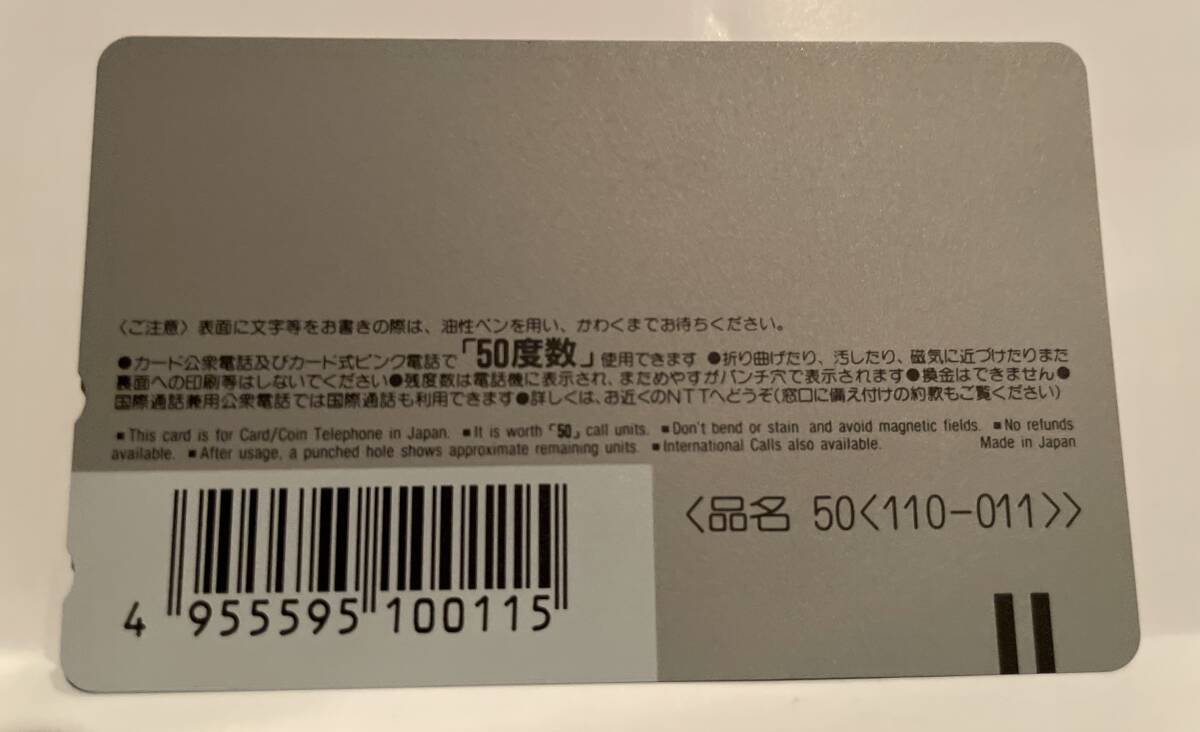 〈ご注意〉表面に文字等をお書きの際は、油性ペンを用い、かわくまでお待ちください。
●カード公衆電話及びカード式ピンク電話で「50度数」使用できます ●折り曲げたり、汚したり、磁気に近づけたりまた
裏面への印刷等はしないでください●残度数は電話機に表示され、まためやすがパンチ穴で表示されます●換金はできません●
国際通話兼用公衆電話では国際通話も利用できます●詳しくは、お近くのNTTへどうぞ(窓口に備え付けの約款もご覧ください)
■This card is for Card/Coin Telephone in Japan. ■It is worth「50」call units. ■Don't bend or stain and avoid magnetic fields. ■No refunds
available. ■After usage, a punched hole shows approximate remaining units. ■International Calls also available. Made in Japan
〈品名 50〈110-011〉〉
4 955595 100115